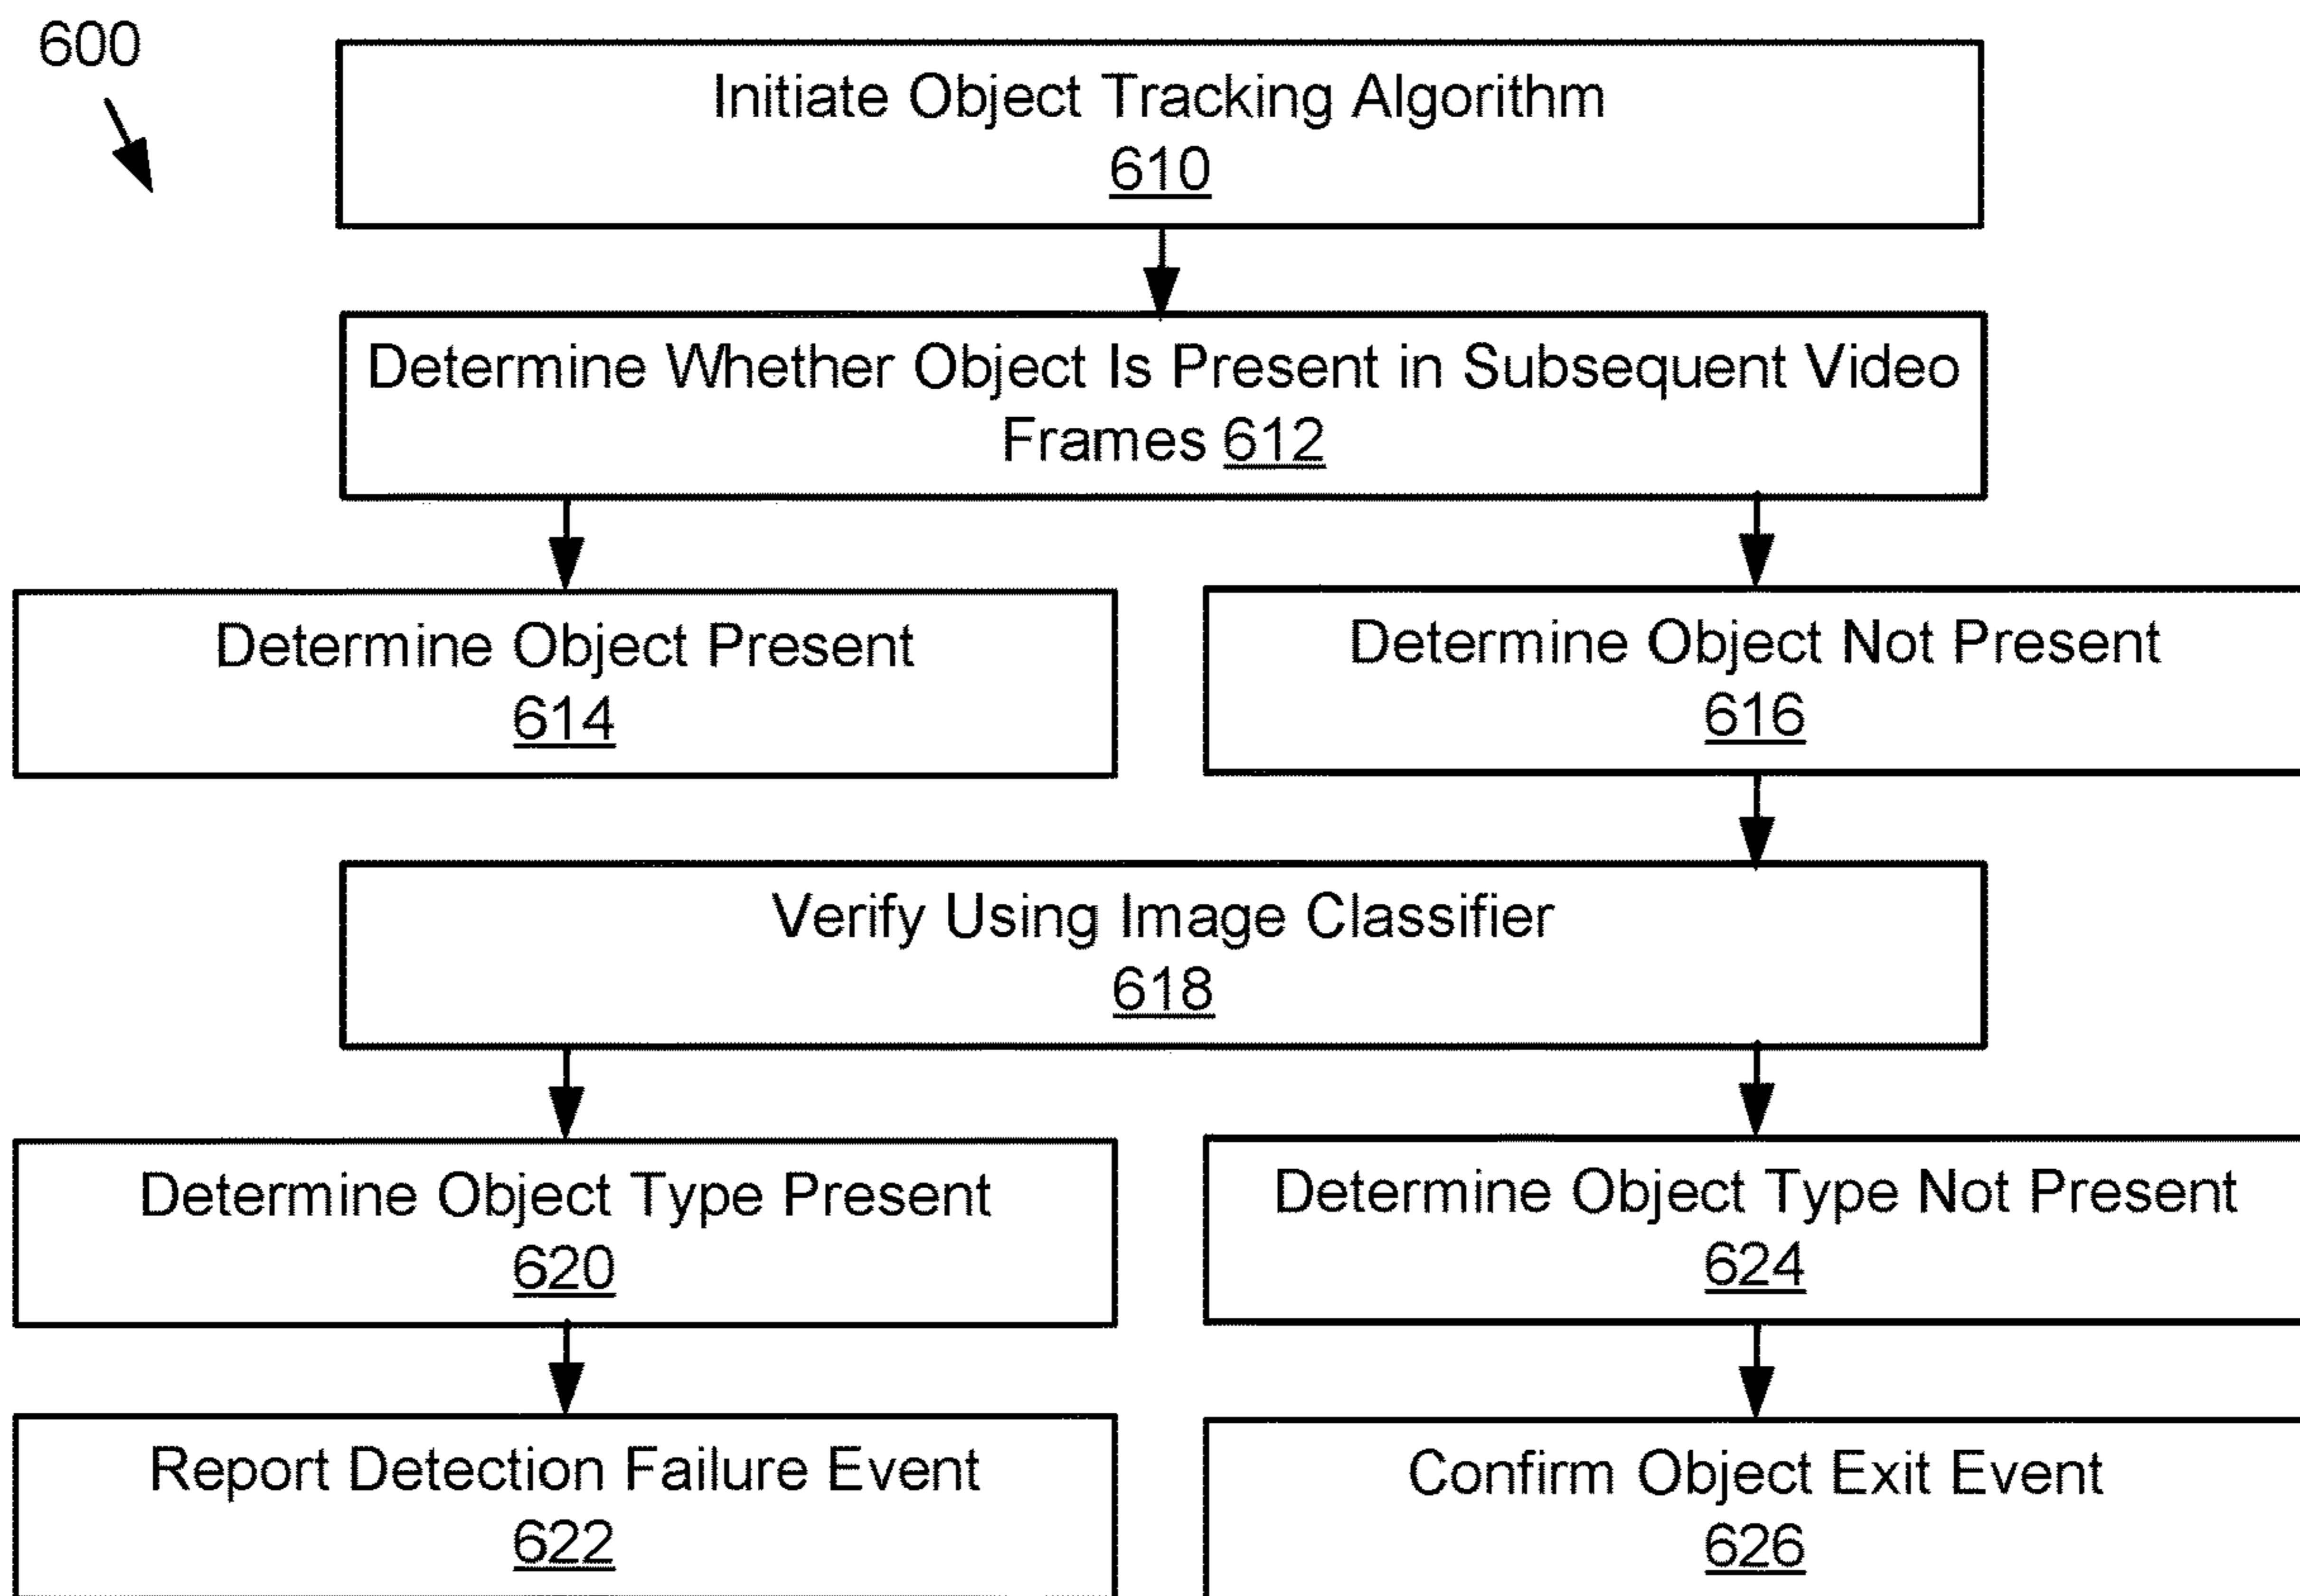 600
Initiate Object Tracking Algorithm
610
Determine Whether Object Is Present in Subsequent Video
Frames 612
Determine Object Present
614
Determine Object Not Present
616
Verify Using Image Classifier
618
Determine Object Type Present
620
Determine Object Type Not Present
624
Report Detection Failure Event
622
Confirm Object Exit Event
626